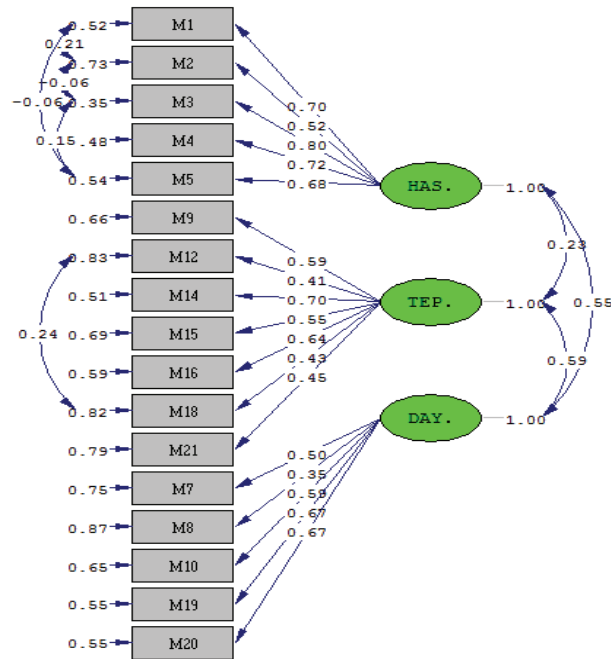 0.52 M1
0.21
0.73 M2
-0.06
-0.06 0.35 M3
0.70
0.52
0.80
0.15 .48 M4
0.72
0.68
0.54 M5
HAS. 1.00
0.66 M9
0.23
0.83 M12
0.59
0.41
0.51 M14
0.70
TEP. 1.00
0.55
0.55
0.24 0.69 M15
0.64
0.43
0.59 M16
0.45
0.59
0.82 M18
DAY. 1.00
0.79 M21
0.50
0.75 M7
0.35
0.59
0.67
0.87 M8
0.67
0.65 M10
0.55 M19
0.55 M20